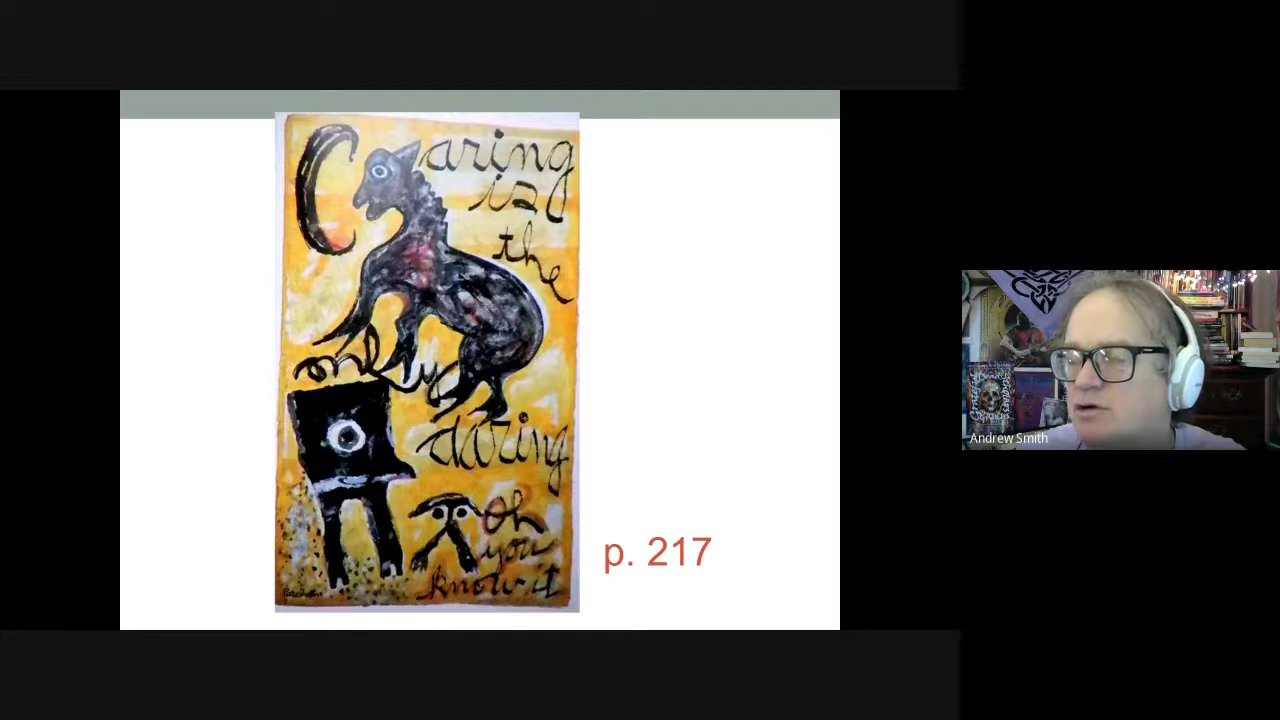 Caring
is
the
only
daring
Oh
you
know it
p. 217
Andrew Smith